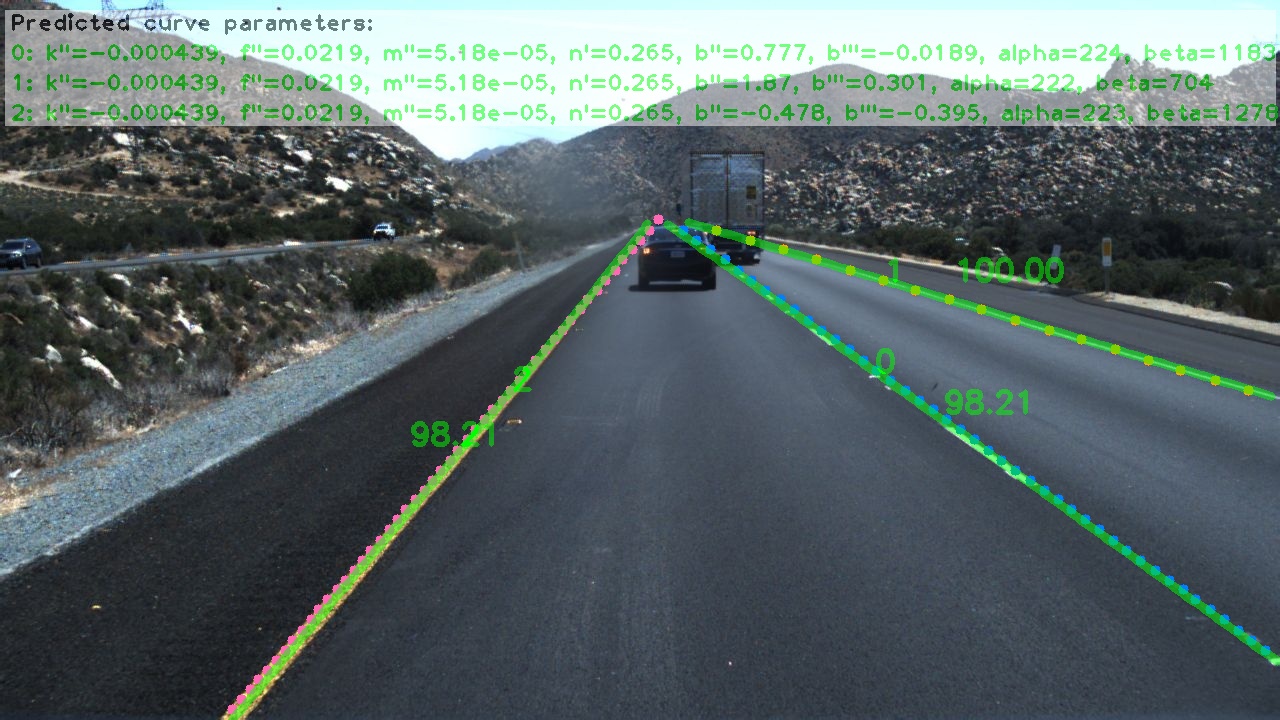 Predicted curve parameters:
0: k''=-0.000439, f''=0.0219, m''=5.18e-05, n'=0.265, b''=0.777, b'''=-0.0189, alpha=224, beta=1183
1: k''=-0.000439, f''=0.0219, m''=5.18e-05, n'=0.265, b''=1.87, b'''=0.301, alpha=222, beta=704
2: k''=-0.000439, f''=0.0219, m''=5.18e-05, n'=0.265, b''=-0.478, b'''=-0.395, alpha=223, beta=1278
1 100.00
0
2
98.21
98.21